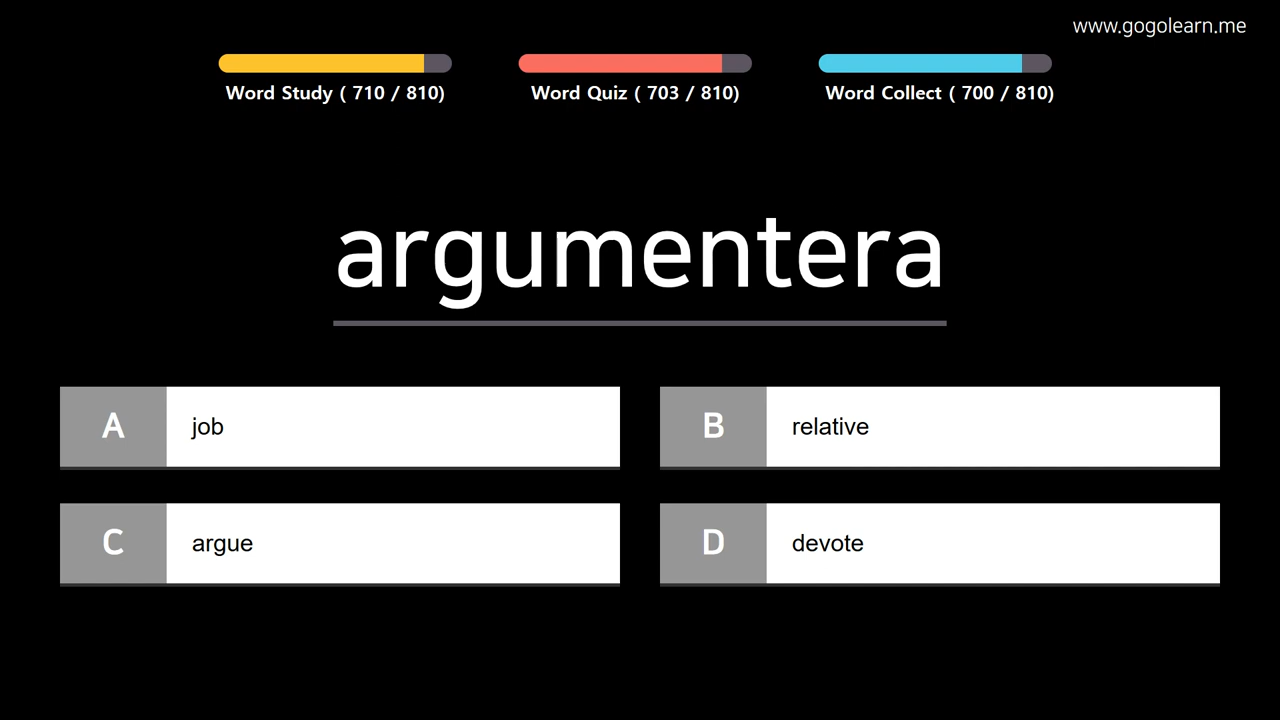 www.gogolearn.me
Word Study ( 710 / 810)
Word Quiz ( 703 / 810)
Word Collect ( 700 / 810)
argumentera
A job
B relative
C argue
D devote